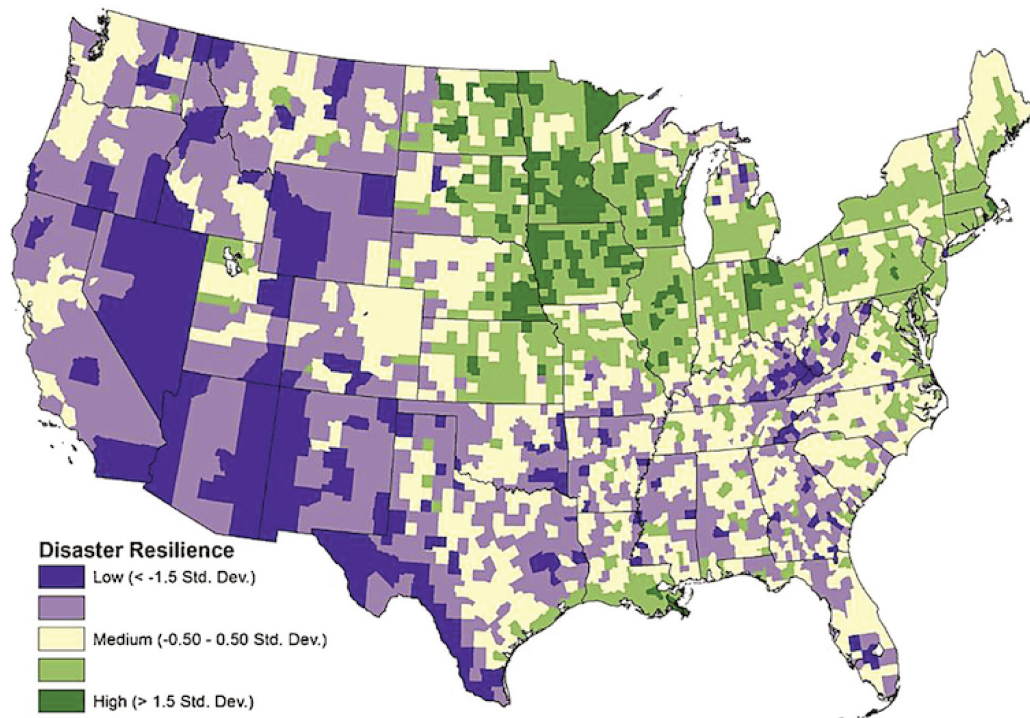 Disaster Resilience
Low (< -1.5 Std. Dev.)
Medium (-0.50 - 0.50 Std. Dev.)
High (> 1.5 Std. Dev.)